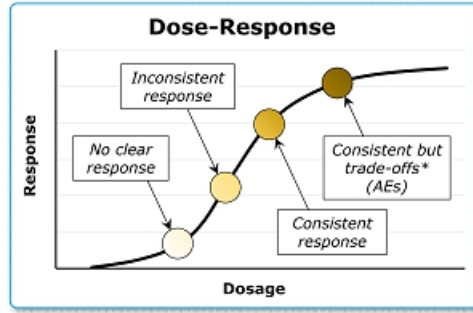 Dose-Response
Inconsistent
response
No clear
response
Consistent but
trade-offs*
(AEs)
Consistent
response
Response
Dosage